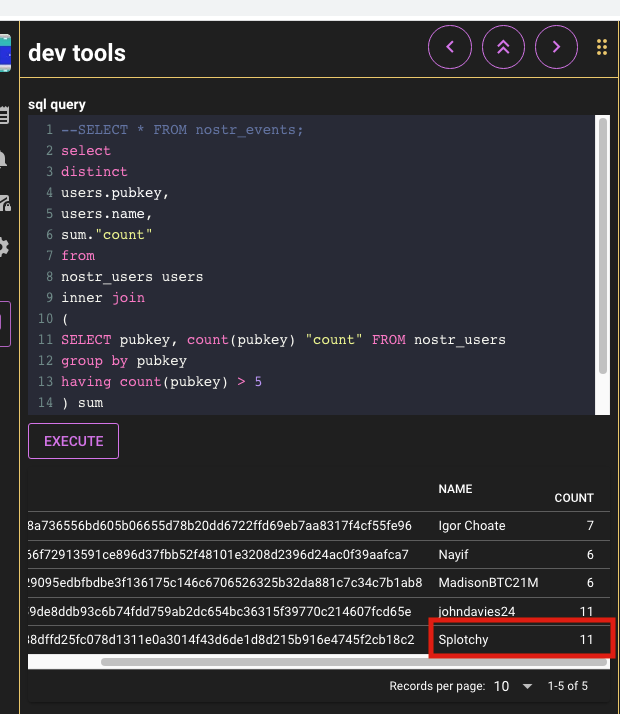 dev tools
sql query
1 --SELECT * FROM nostr_events;
2 select
3 distinct
4 users.pubkey,
5 users.name,
6 sum."count"
7 from
8 nostr_users users
9 inner join
10 (
11 SELECT pubkey, count(pubkey) "count" FROM nostr_users
12 group by pubkey
13 having count(pubkey) > 5
14 ) sum
EXECUTE
NAME COUNT
8a736556bd605b06655d78b20dd6722ffd69eb7aa8317f4cf55fe96 Igor Choate 7
66f72913591ce896d37fbb52f48101e3208d2396d24ac0f39aafca7 Nayif 6
29095edbfbdbe3f136175c146c6706526325b32da881c7c34c7b1ab8 MadisonBTC21M 6
9de8ddb93c6b74fdd759ab2dc654bc36315f39770c214607fcd65e johndavies24 11
38dffd25fc078d1311e0a3014f43d6de1d8d215b916e4745f2cb18c2 Splotchy 11
Records per page: 10 1-5 of 5